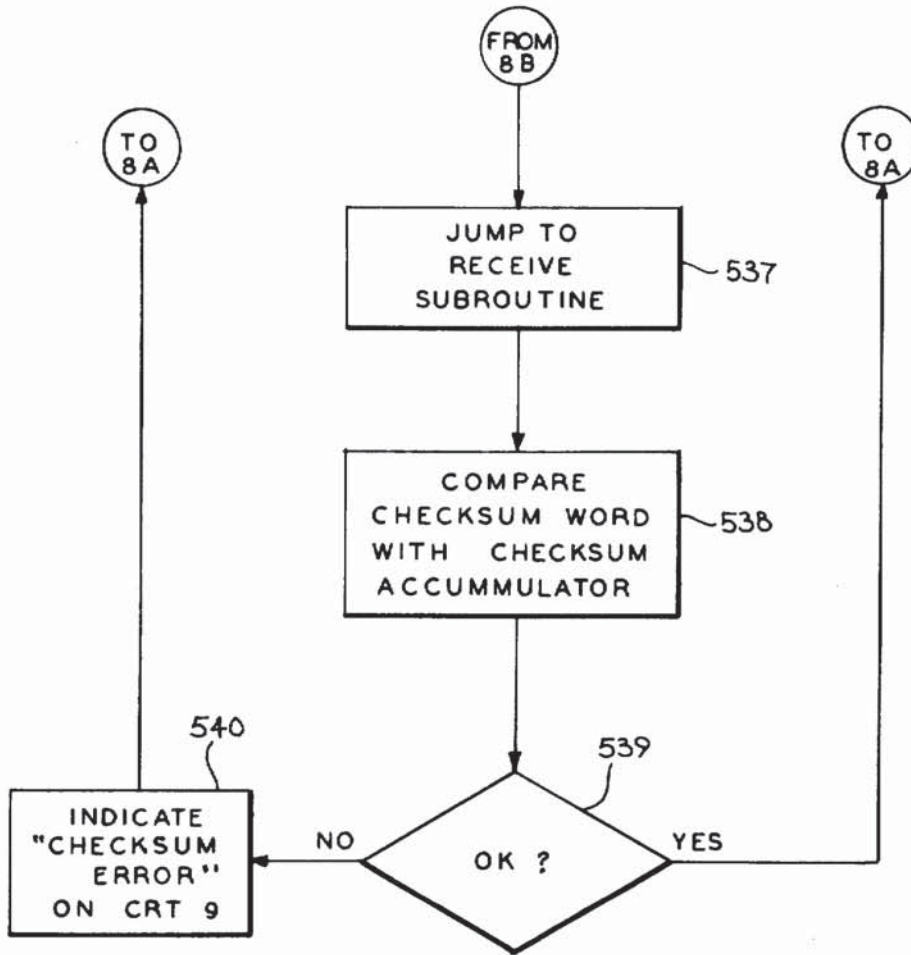 FROM
8B
TO
8A
TO
8A
JUMP TO
RECEIVE
SUBROUTINE
537
COMPARE
CHECKSUM WORD
WITH CHECKSUM
ACCUMMULATOR
538
540
539
INDICATE
"CHECKSUM
ERROR"
ON CRT 9
NO
OK ?
YES